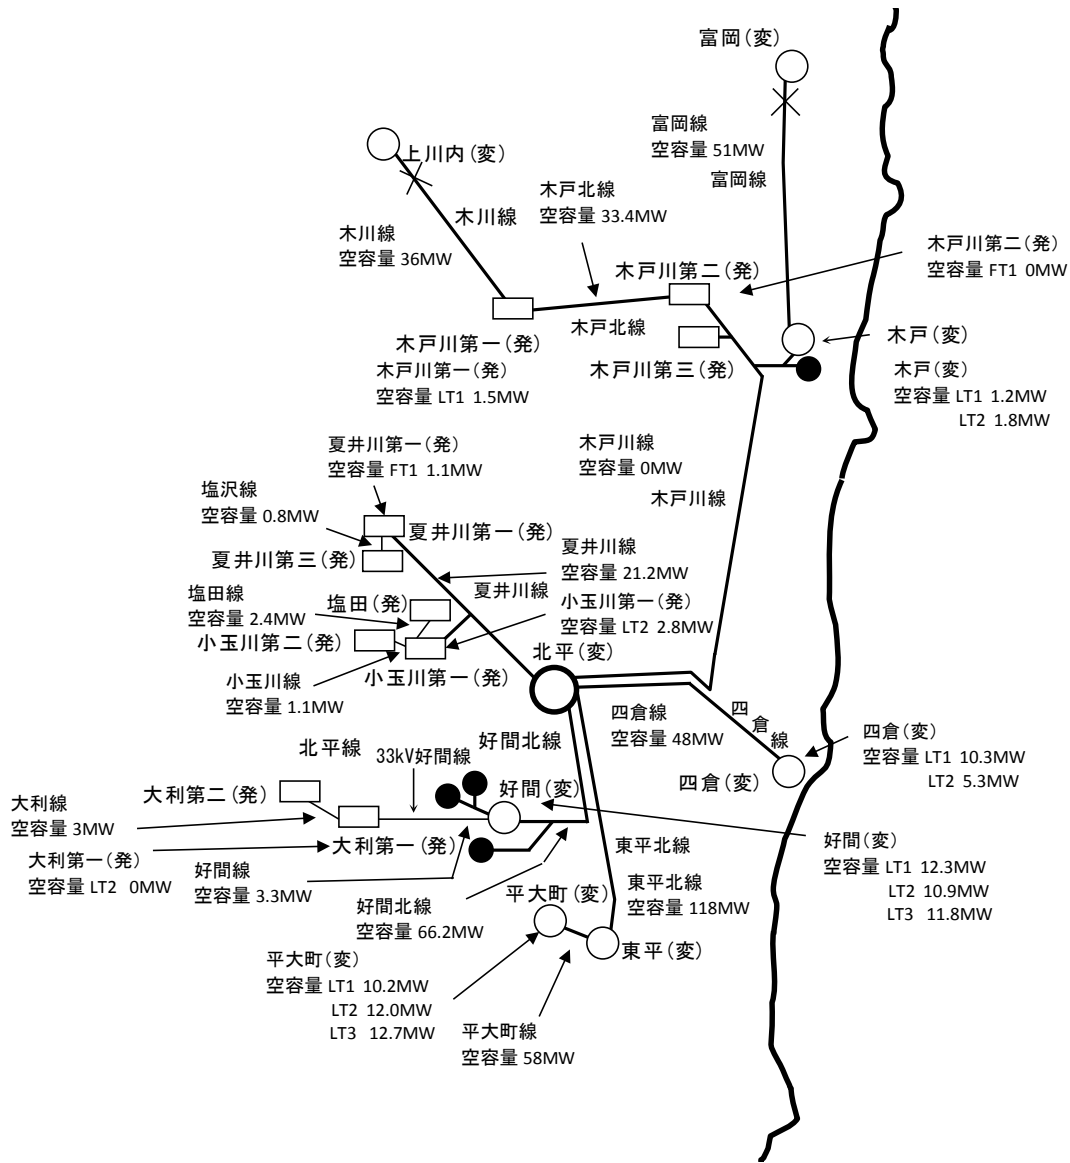 富岡(変)
富岡線
空容量 51MW
富岡線
上川内(変)
木戸北線
空容量 33.4MW
木川線
木川線
空容量 36MW
木戸川第二(発)
空容量 FT1 0MW
木戸川第二(発)
木戸北線
木戸(変)
木戸川第一(発)
木戸川第三(発)
木戸川第一(発)
空容量 LT1 1.5MW
木戸(変)
空容量 LT1 1.2MW
LT2 1.8MW
夏井川第一(発)
空容量 FT1 1.1MW
木戸川線
空容量 0MW
木戸川線
塩沢線
空容量 0.8MW
夏井川第一(発)
夏井川第三(発)
夏井川線
空容量 21.2MW
夏井川線
塩田線
空容量 2.4MW
塩田(発)
小玉川第一(発)
空容量 LT2 2.8MW
小玉川第二(発)
北平(変)
小玉川第一(発)
小玉川線
空容量 1.1MW
四倉線
空容量 48MW
四倉線
四倉(変)
空容量 LT1 10.3MW
LT2 5.3MW
四倉(変)
北平線
好間北線
33kV好間線
大利第二(発)
好間(変)
大利線
空容量 3MW
大利第一(発)
大利第一(発)
空容量 LT2 0MW
好間線
空容量 3.3MW
好間(変)
空容量 LT1 12.3MW
LT2 10.9MW
LT3 11.8MW
東平北線
東平北線
空容量 118MW
好間北線
空容量 66.2MW
平大町(変)
東平(変)
平大町(変)
空容量 LT1 10.2MW
LT2 12.0MW
LT3 12.7MW
平大町線
空容量 58MW